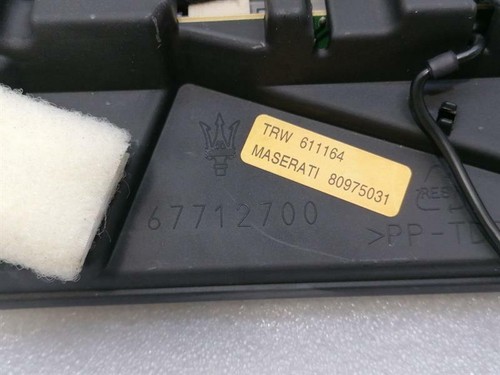 TRW 611164
MASERATI 80975031
67712700
>PP-TD